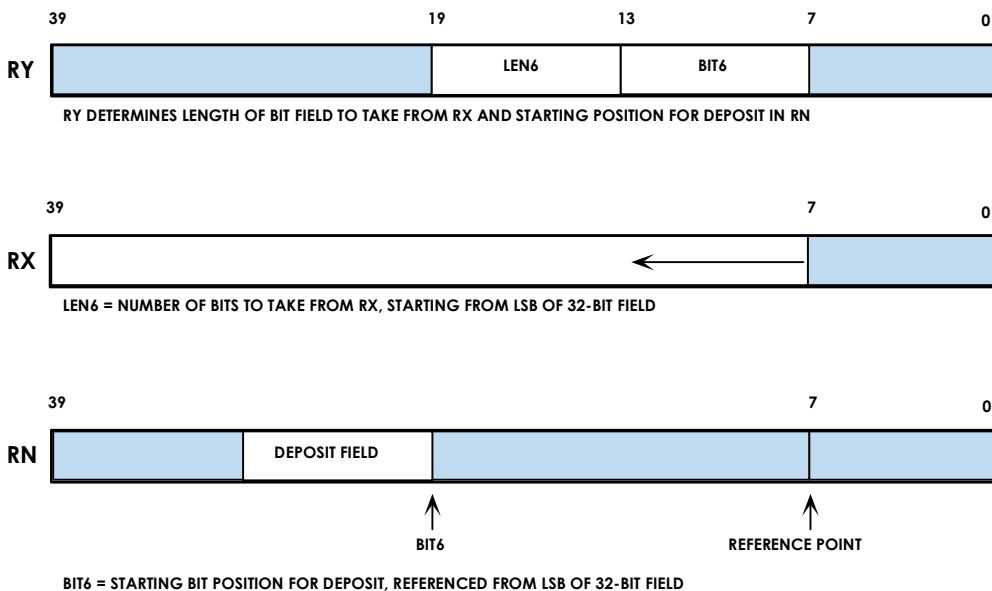 39 19 13 7 0
RY LEN6 BIT6
RY DETERMINES LENGTH OF BIT FIELD TO TAKE FROM RX AND STARTING POSITION FOR DEPOSIT IN RN
39 7 0
RX
LEN6 = NUMBER OF BITS TO TAKE FROM RX, STARTING FROM LSB OF 32-BIT FIELD
39 7 0
RN DEPOSIT FIELD
BIT6 REFERENCE POINT
BIT6 = STARTING BIT POSITION FOR DEPOSIT, REFERENCED FROM LSB OF 32-BIT FIELD